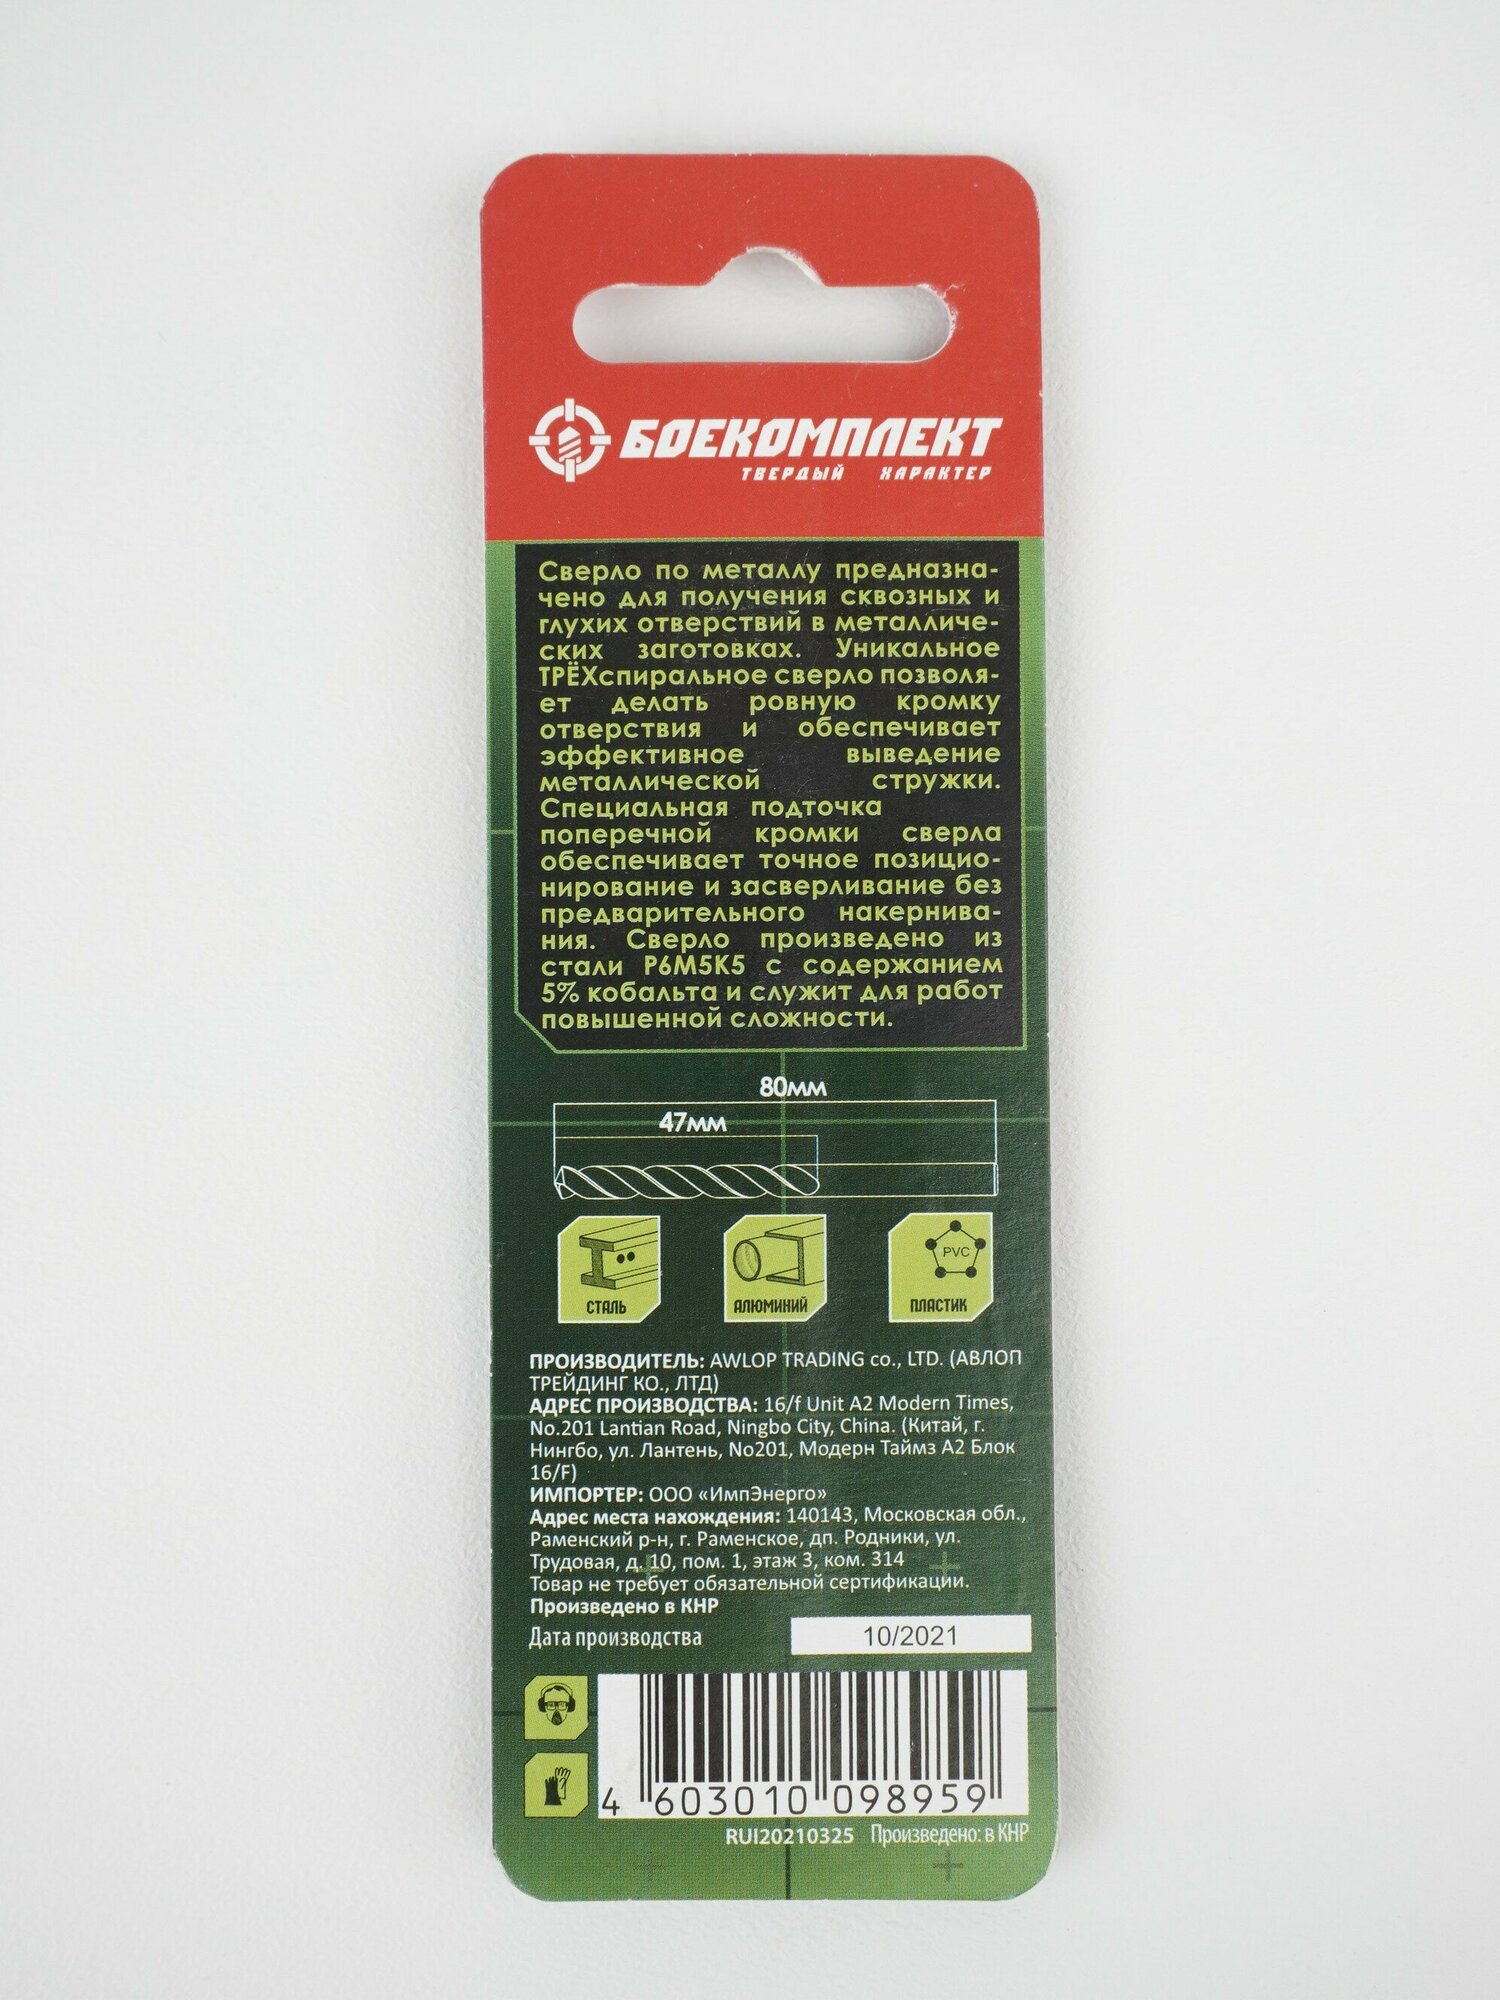 БОЕКОМПЛЕКТ
ТВЕРДЫЙ ХАРАКТЕР
Сверло по металлу предназна-
чено для получения сквозных и
глухих отверствий в металличе-
ских заготовках. Уникальное
ТРЁХспиральное сверло позволя-
ет делать ровную кромку
отверствия и обеспечивает
эффективное выведение
металлической стружки.
Специальная подточка
поперечной кромки сверла
обеспечивает точное позицио-
нирование и засверливание без
предварительного накернива-
ния. Сверло произведено из
стали Р6М5К5 с содержанием
5% кобальта и служит для работ
повышенной сложности.
80мм
47мм
PVC
СТАЛЬ АЛЮМИНИЙ ПЛАСТИК
ПРОИЗВОДИТЕЛЬ: AWLOP TRADING co., LTD. (АВЛОП
ТРЕЙДИНГ КО., ЛТД)
АДРЕС ПРОИЗВОДСТВА: 16/f Unit A2 Modern Times,
No.201 Lantian Road, Ningbo City, China. (Китай, г.
Нингбо, ул. Лантень, No201, Модерн Таймз А2 Блок
16/F)
ИМПОРТЕР: ООО «ИмпЭнерго»
Адрес места нахождения: 140143, Московская обл.,
Раменский р-н, г. Раменское, дп. Родники, ул.
Трудовая, д. 10, пом. 1, этаж 3, ком. 314
Товар не требует обязательной сертификации.
Произведено в КНР
Дата производства 10/2021
4 603010 098959
RUI20210325 Произведено: в КНР